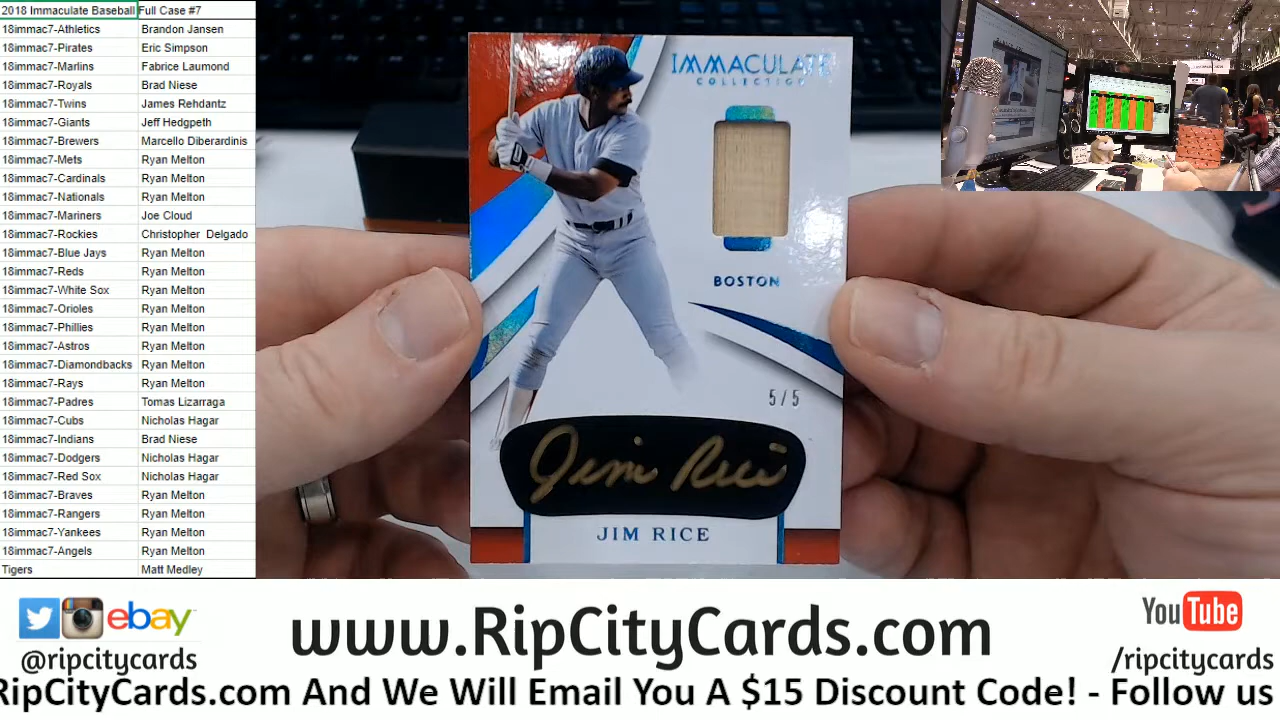 2018 Immaculate Baseball Full Case #7
18immac7-Athletics Brandon Jansen
18immac7-Pirates Eric Simpson
18immac7-Marlins Fabrice Laumond
18immac7-Royals Brad Niese
18immac7-Twins James Rehdantz
18immac7-Giants Jeff Hedgpeth
18immac7-Brewers Marcello Diberardinis
18immac7-Mets Ryan Melton
18immac7-Cardinals Ryan Melton
18immac7-Nationals Ryan Melton
18immac7-Mariners Joe Cloud
18immac7-Rockies Christopher Delgado
18immac7-Blue Jays Ryan Melton
18immac7-Reds Ryan Melton
18immac7-White Sox Ryan Melton
18immac7-Orioles Ryan Melton
18immac7-Phillies Ryan Melton
18immac7-Astros Ryan Melton
18immac7-Diamondbacks Ryan Melton
18immac7-Rays Ryan Melton
18immac7-Padres Tomas Lizarraga
18immac7-Cubs Nicholas Hagar
18immac7-Indians Brad Niese
18immac7-Dodgers Nicholas Hagar
18immac7-Red Sox Nicholas Hagar
18immac7-Braves Ryan Melton
18immac7-Rangers Ryan Melton
18immac7-Yankees Ryan Melton
18immac7-Angels Ryan Melton
Tigers Matt Medley
IMMACULATE
COLLECTION
BOSTON
5/5
Jim Rice
JIM RICE
ebay
@ripcitycards
www.RipCityCards.com
YouTube
/ripcitycards
RipCityCards.com And We Will Email You A $15 Discount Code! - Follow us